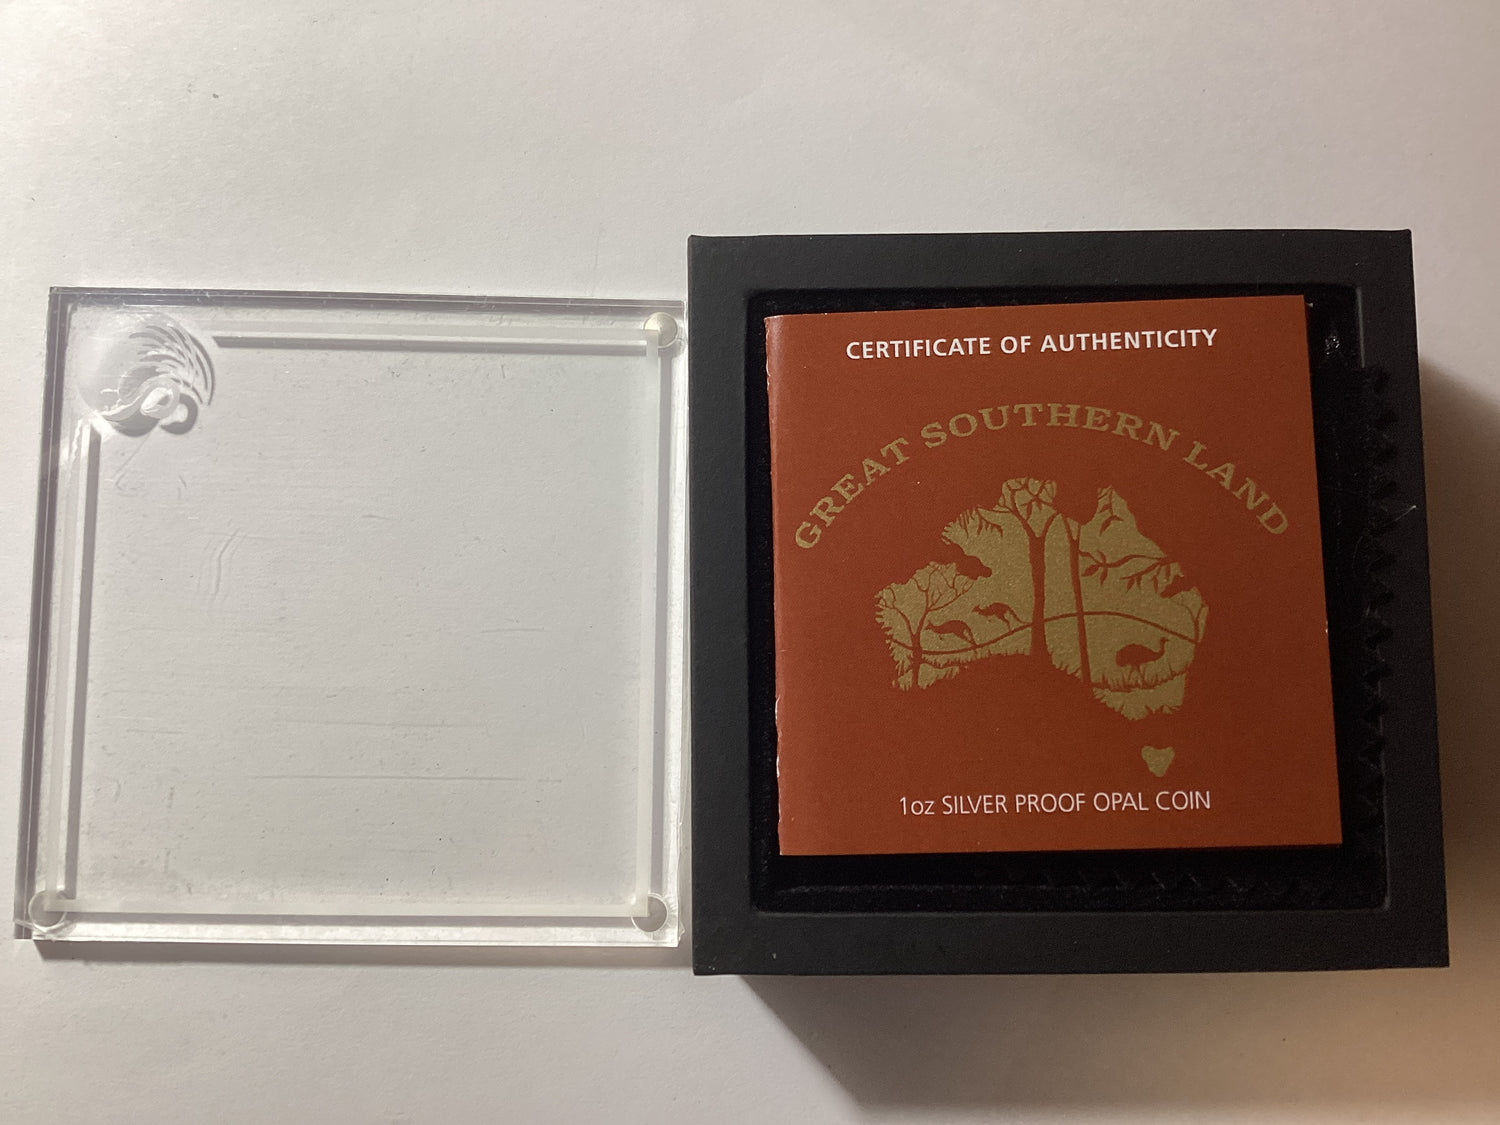 CERTIFICATE OF AUTHENTICITY
GREAT SOUTHERN LAND
1oz SILVER PROOF OPAL COIN